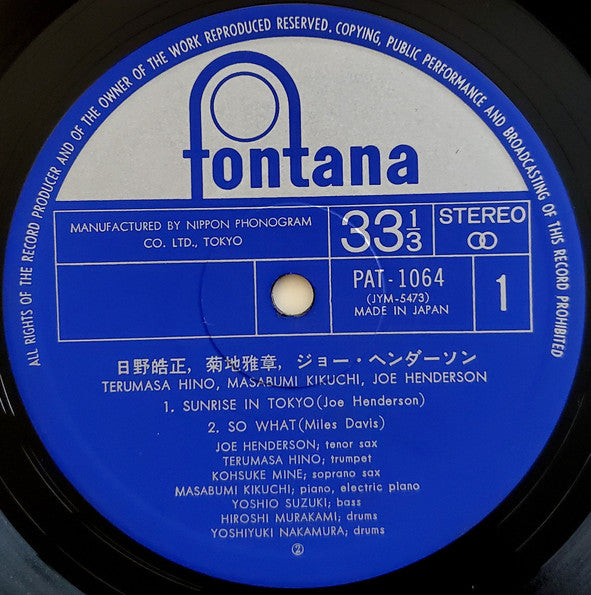 ALL RIGHTS OF THE RECORD PRODUCER AND OF THE OWNER OF THE WORK REPRODUCED RESERVED. COPYING, PUBLIC PERFORMANCE AND BROADCASTING OF THIS RECORD PROHIBITED
fontana
MANUFACTURED BY NIPPON PHONOGRAM
CO. LTD., TOKYO
33 1/3
STEREO
PAT-1064
(JYM-5473)
MADE IN JAPAN
1
日野皓正, 菊地雅章, ジョー・ヘンダーソン
TERUMASA HINO, MASABUMI KIKUCHI, JOE HENDERSON
1. SUNRISE IN TOKYO (Joe Henderson)
2. SO WHAT (Miles Davis)
JOE HENDERSON; tenor sax
TERUMASA HINO; trumpet
KOHSUKE MINE; soprano sax
MASABUMI KIKUCHI; piano, electric piano
YOSHIO SUZUKI; bass
HIROSHI MURAKAMI; drums
YOSHIYUKI NAKAMURA; drums
②